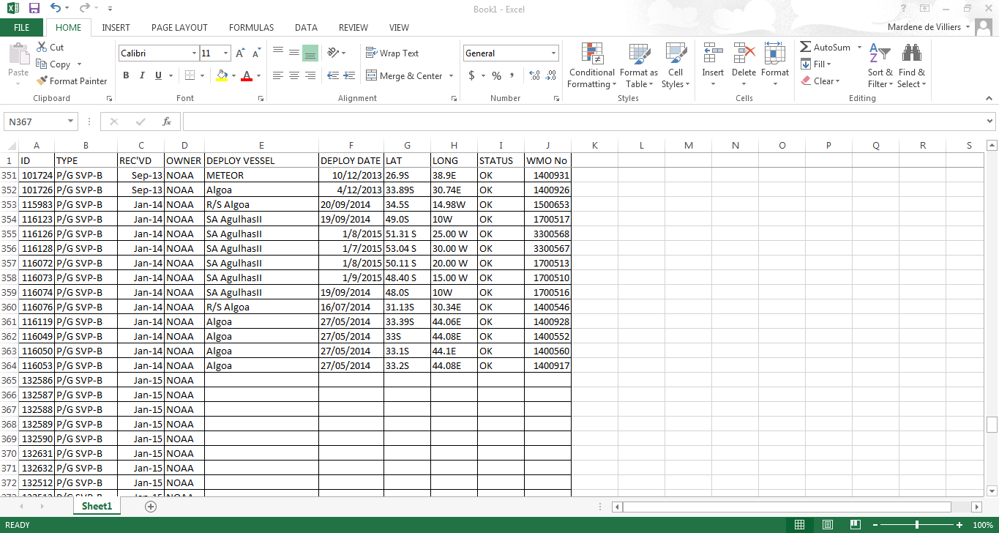 Book1 - Excel
FILE HOME INSERT PAGE LAYOUT FORMULAS DATA REVIEW VIEW Mardene de Villiers
Paste Cut Copy Format Painter Clipboard
Calibri 11 B I U A A A Font
Wrap Text Merge & Center Alignment
General $ % , .00 Number
Conditional Formatting Format as Table Cell Styles Styles
Insert Delete Format Cells
AutoSum Fill Clear Sort & Filter Find & Select Editing
N367 fx
A B C D E F G H I J K L M N O P Q R S
1 ID TYPE REC'VD OWNER DEPLOY VESSEL DEPLOY DATE LAT LONG STATUS WMO No
351 101724 P/G SVP-B Sep-13 NOAA METEOR 10/12/2013 26.9S 38.9E OK 1400931
352 101726 P/G SVP-B Sep-13 NOAA Algoa 4/12/2013 33.89S 30.74E OK 1400926
353 115983 P/G SVP-B Jan-14 NOAA R/S Algoa 20/09/2014 34.5S 14.98W OK 1500653
354 116123 P/G SVP-B Jan-14 NOAA SA AgulhasII 19/09/2014 49.0S 10W OK 1700517
355 116126 P/G SVP-B Jan-14 NOAA SA AgulhasII 1/8/2015 51.31 S 25.00 W OK 3300568
356 116128 P/G SVP-B Jan-14 NOAA SA AgulhasII 1/7/2015 53.04 S 30.00 W OK 3300567
357 116072 P/G SVP-B Jan-14 NOAA SA AgulhasII 1/8/2015 50.11 S 20.00 W OK 1700513
358 116073 P/G SVP-B Jan-14 NOAA SA AgulhasII 1/9/2015 48.40 S 15.00 W OK 1700510
359 116074 P/G SVP-B Jan-14 NOAA SA AgulhasII 19/09/2014 48.0S 10W OK 1700516
360 116076 P/G SVP-B Jan-14 NOAA R/S Algoa 16/07/2014 31.13S 30.34E OK 1400546
361 116119 P/G SVP-B Jan-14 NOAA Algoa 27/05/2014 33.39S 44.06E OK 1400928
362 116049 P/G SVP-B Jan-14 NOAA Algoa 27/05/2014 33S 44.08E OK 1400552
363 116050 P/G SVP-B Jan-14 NOAA Algoa 27/05/2014 33.1S 44.1E OK 1400560
364 116053 P/G SVP-B Jan-14 NOAA Algoa 27/05/2014 33.2S 44.08E OK 1400917
365 132586 P/G SVP-B Jan-15 NOAA
366 132587 P/G SVP-B Jan-15 NOAA
367 132588 P/G SVP-B Jan-15 NOAA
368 132589 P/G SVP-B Jan-15 NOAA
369 132590 P/G SVP-B Jan-15 NOAA
370 132631 P/G SVP-B Jan-15 NOAA
371 132632 P/G SVP-B Jan-15 NOAA
372 132512 P/G SVP-B Jan-15 NOAA
Sheet1
READY 100%